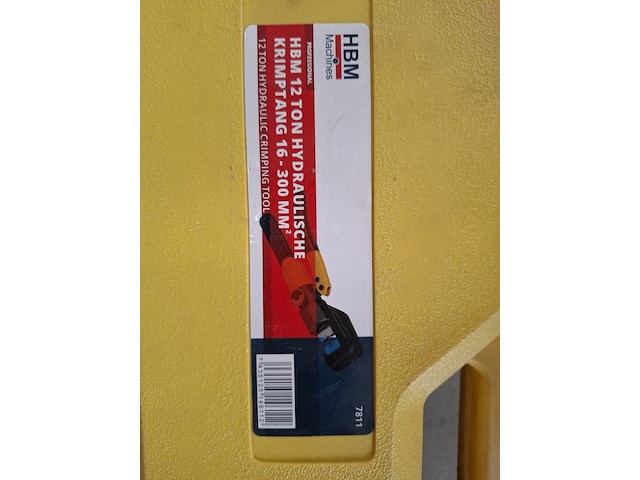 HBM
Machines
PROFESSIONAL
HBM 12 TON HYDRAULISCHE
KRIMPTANG 16 - 300 MM²
12 TON HYDRAULIC CRIMPING TOOL
7811